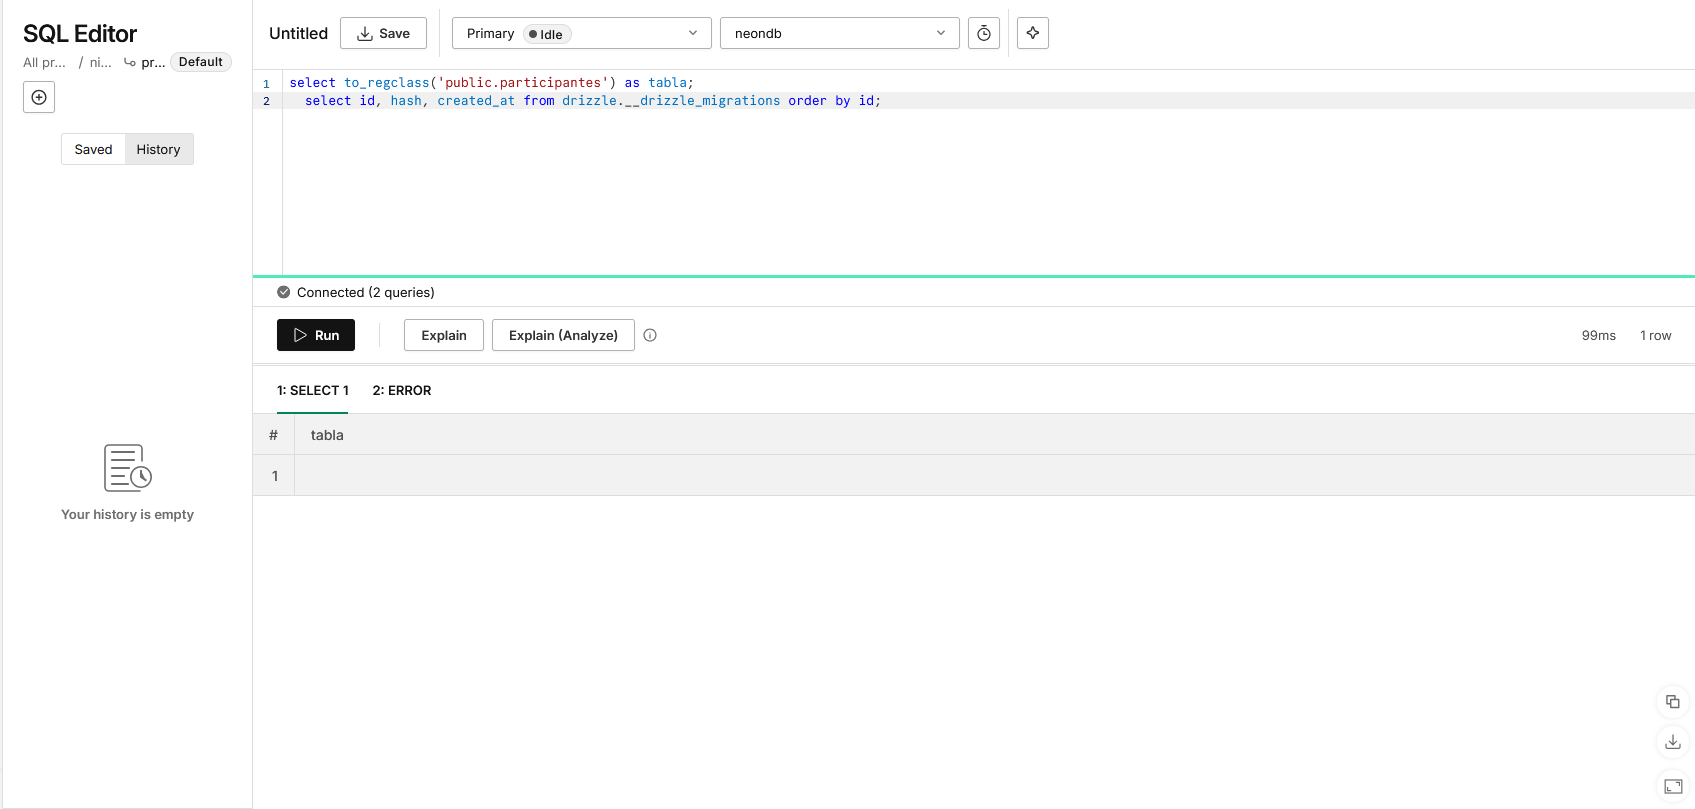 SQL Editor
All pr... / ni... pr... Default
Saved History
Your history is empty
Untitled Save Primary Idle neondb
1 select to_regclass('public.participantes') as tabla;
2 select id, hash, created_at from drizzle.__drizzle_migrations order by id;
Connected (2 queries)
Run Explain Explain (Analyze) 99ms 1 row
1: SELECT 1 2: ERROR
# tabla
1